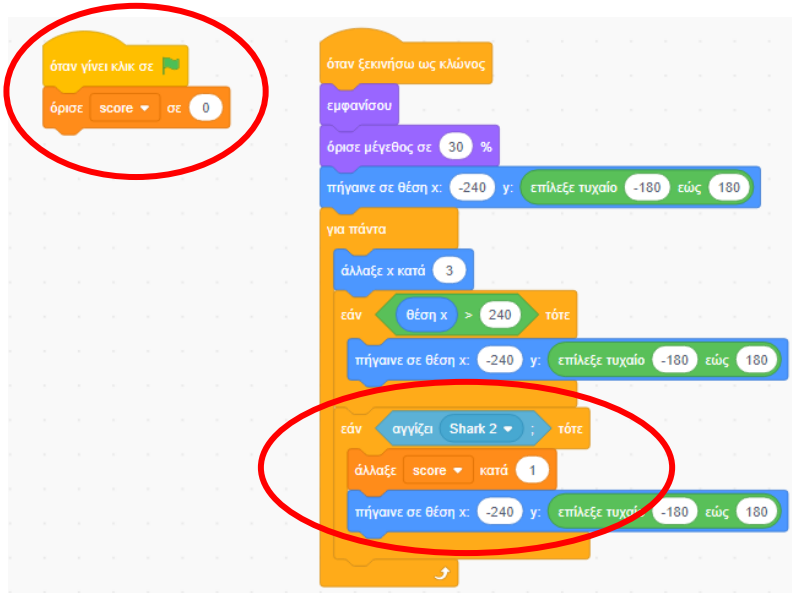 όταν γίνει κλικ σε
όρισε score σε 0
όταν ξεκινήσω ως κλώνος
εμφανίσου
όρισε μέγεθος σε 30 %
πήγαινε σε θέση x: -240 y: επίλεξε τυχαίο -180 εώς 180
για πάντα
άλλαξε x κατά 3
εάν θέση x > 240 τότε
πήγαινε σε θέση x: -240 y: επίλεξε τυχαίο -180 εώς 180
εάν αγγίζει Shark 2 ; τότε
άλλαξε score κατά 1
πήγαινε σε θέση x: -240 y: επίλεξε τυχαίο -180 εώς 180